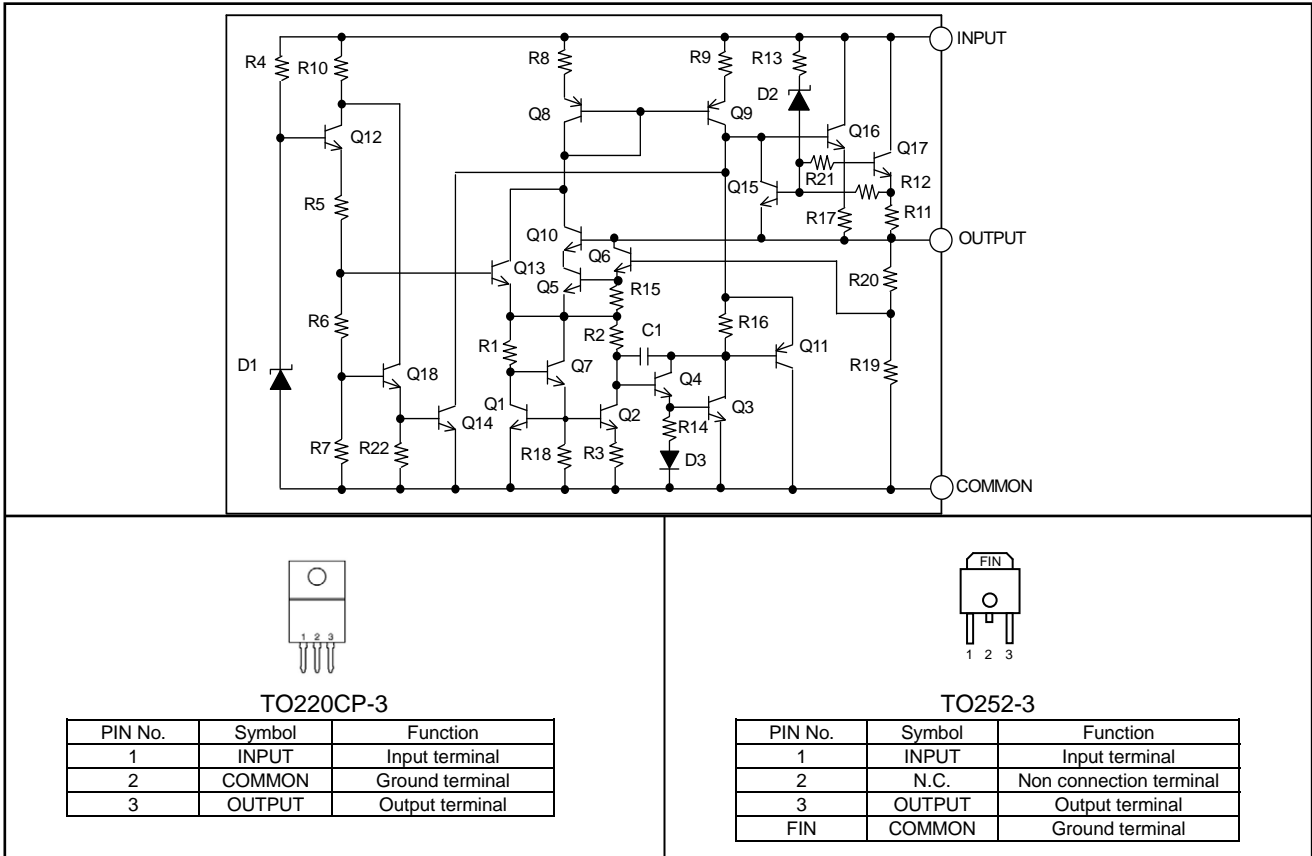 INPUT
R4
R10
R8
R9
R13
D2
Q8
Q9
Q12
Q16
Q17
R21
Q15
R12
R5
R17
R11
OUTPUT
Q10
Q6
Q13
Q5
R15
R20
R6
R2
C1
R16
R1
Q11
D1
Q7
R19
Q18
Q4
Q1
Q2
Q3
Q14
R14
R7
R22
R18
R3
D3
COMMON
1 2 3
TO220CP-3
PIN No. Symbol Function
1 INPUT Input terminal
2 COMMON Ground terminal
3 OUTPUT Output terminal
FIN
1 2 3
TO252-3
PIN No. Symbol Function
1 INPUT Input terminal
2 N.C. Non connection terminal
3 OUTPUT Output terminal
FIN COMMON Ground terminal